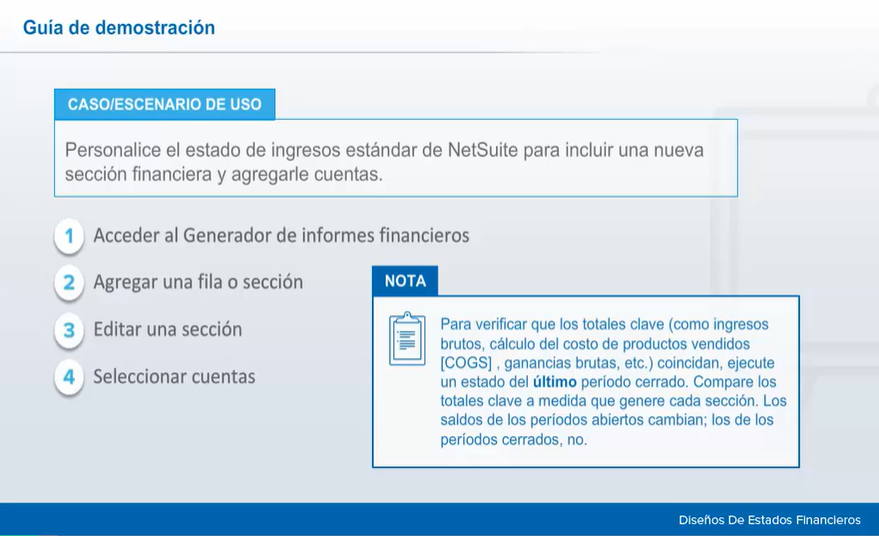 Guía de demostración
CASO/ESCENARIO DE USO
Personalice el estado de ingresos estándar de NetSuite para incluir una nueva
sección financiera y agregarle cuentas.
1 Acceder al Generador de informes financieros
2 Agregar una fila o sección
3 Editar una sección
4 Seleccionar cuentas
NOTA
Para verificar que los totales clave (como ingresos
brutos, cálculo del costo de productos vendidos
[COGS] , ganancias brutas, etc.) coincidan, ejecute
un estado del último período cerrado. Compare los
totales clave a medida que genere cada sección. Los
saldos de los períodos abiertos cambian; los de los
períodos cerrados, no.
Diseños De Estados Financieros